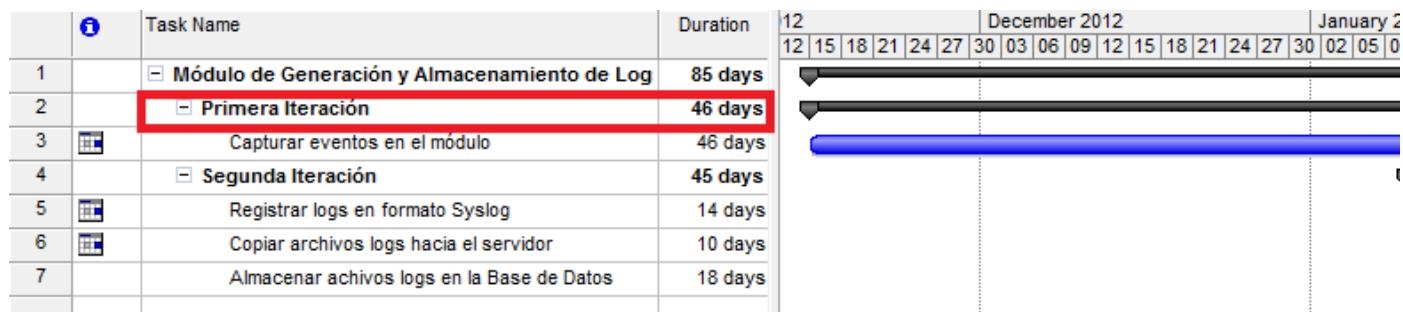 Task Name Duration 12 December 2012 January 2
12 15 18 21 24 27 30 03 06 09 12 15 18 21 24 27 30 02 05 0
1 Módulo de Generación y Almacenamiento de Log 85 days
2 Primera Iteración 46 days
3 Capturar eventos en el módulo 46 days
4 Segunda Iteración 45 days
5 Registrar logs en formato Syslog 14 days
6 Copiar archivos logs hacia el servidor 10 days
7 Almacenar achivos logs en la Base de Datos 18 days